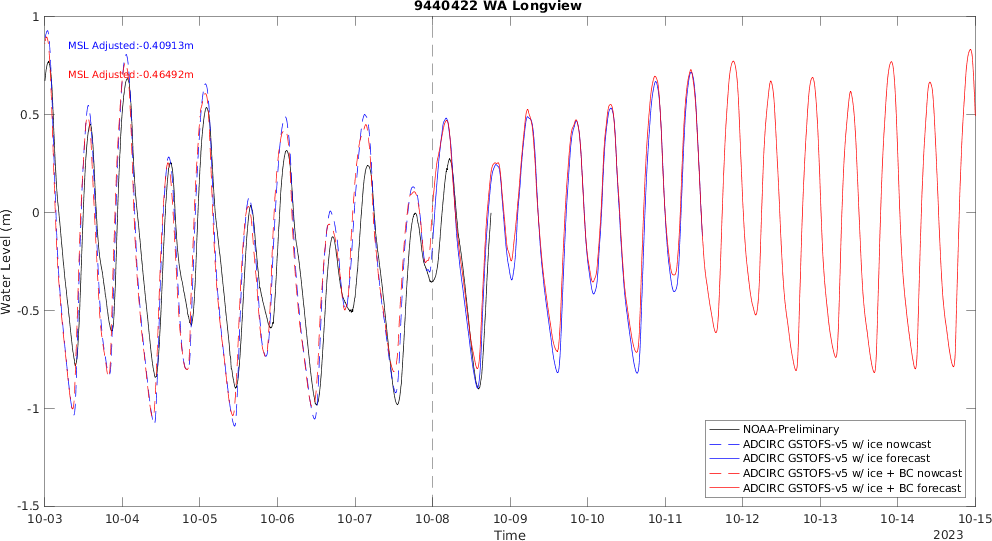 9440422 WA Longview
MSL Adjusted:-0.40913m
MSL Adjusted:-0.46492m
Water Level (m)
1
0.5
0
-0.5
-1
-1.5
NOAA-Preliminary
ADCIRC GSTOFS-v5 w/ ice nowcast
ADCIRC GSTOFS-v5 w/ ice forecast
ADCIRC GSTOFS-v5 w/ ice + BC nowcast
ADCIRC GSTOFS-v5 w/ ice + BC forecast
10-03 10-04 10-05 10-06 10-07 10-08 10-09 10-10 10-11 10-12 10-13 10-14 10-15
Time
2023